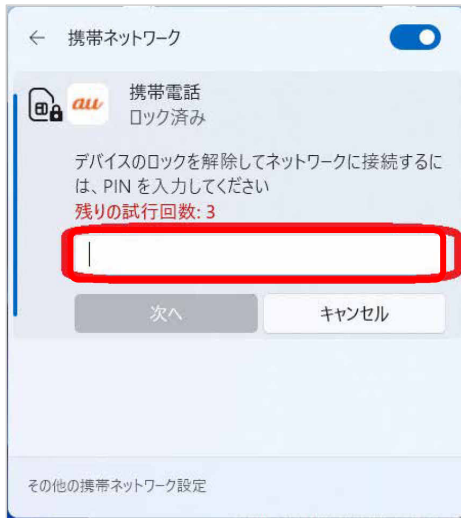 ← 携帯ネットワーク
au 携帯電話
ロック済み
デバイスのロックを解除してネットワークに接続するに
は、PIN を入力してください
残りの試行回数: 3
次へ キャンセル
その他の携帯ネットワーク設定